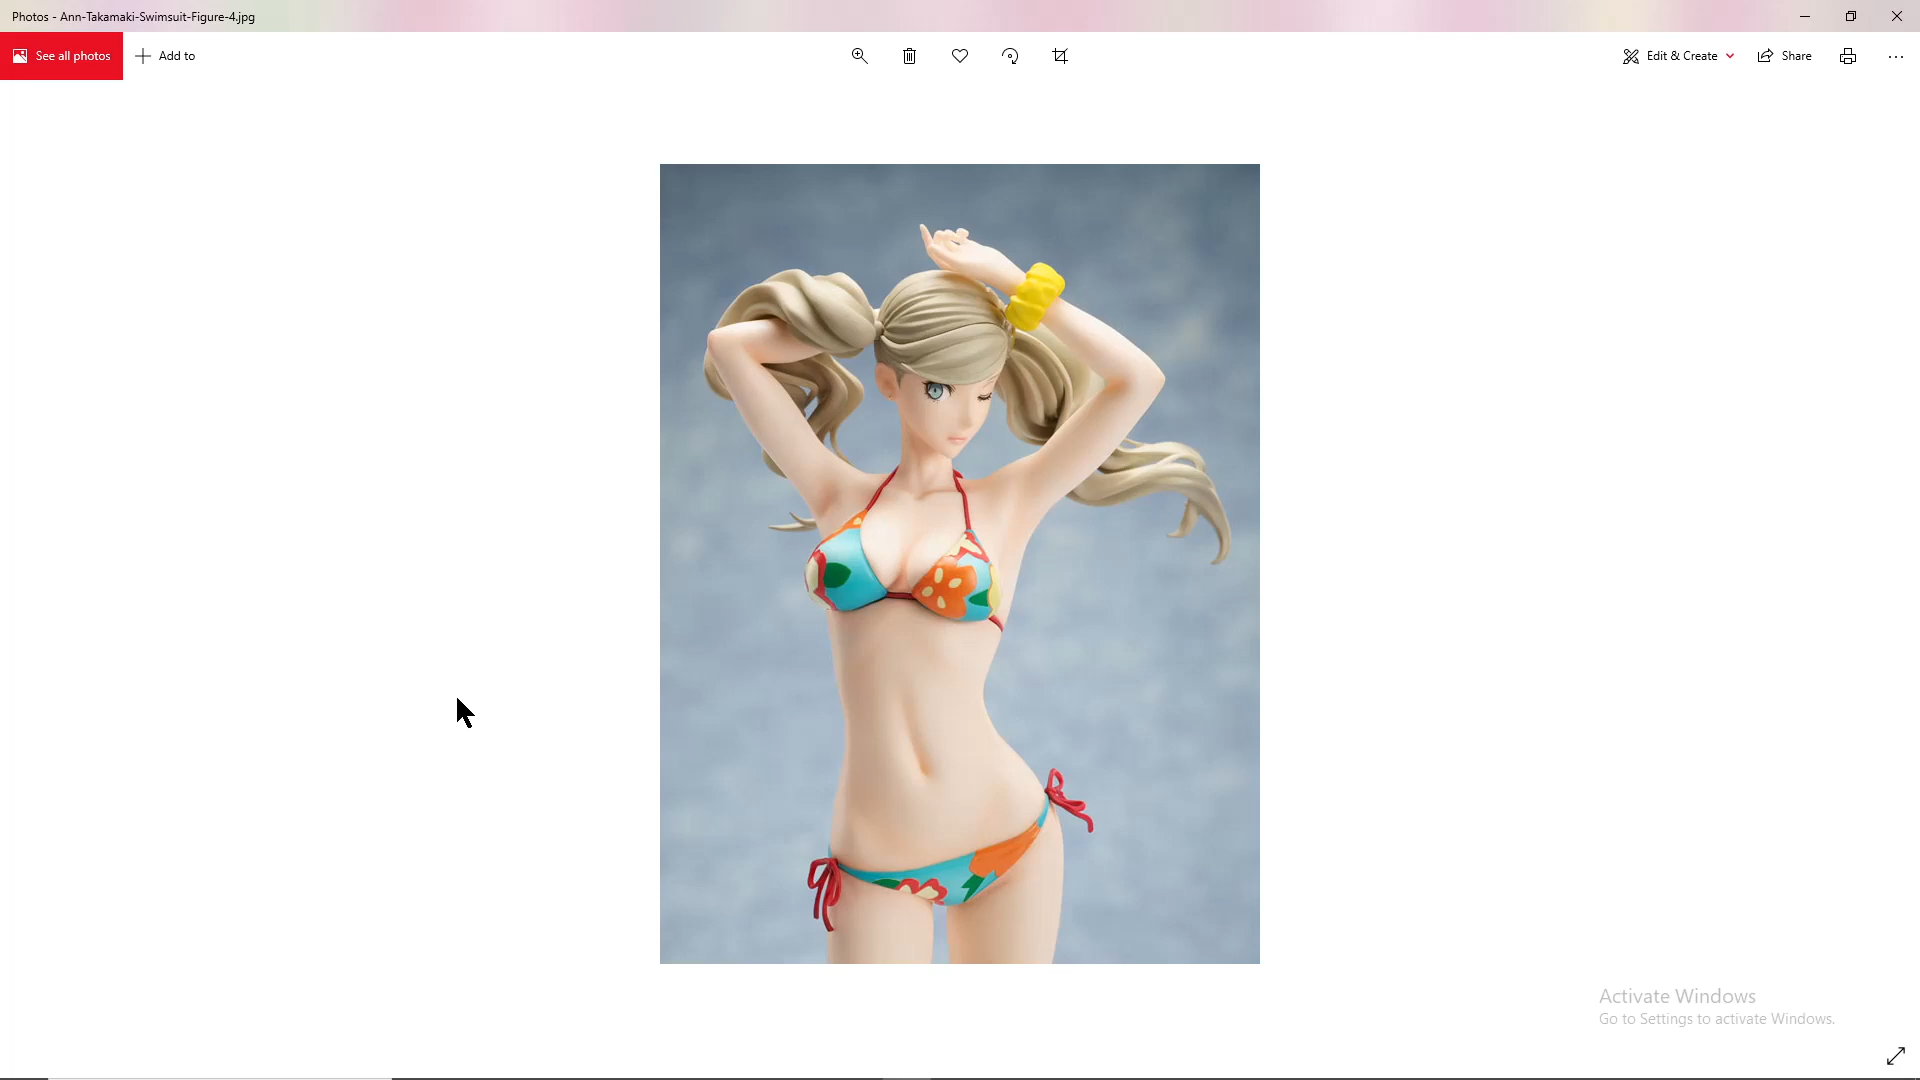 Photos - Ann-Takamaki-Swimsuit-Figure-4.jpg
See all photos
Add to
Edit & Create
Share
Activate Windows
Go to Settings to activate Windows.